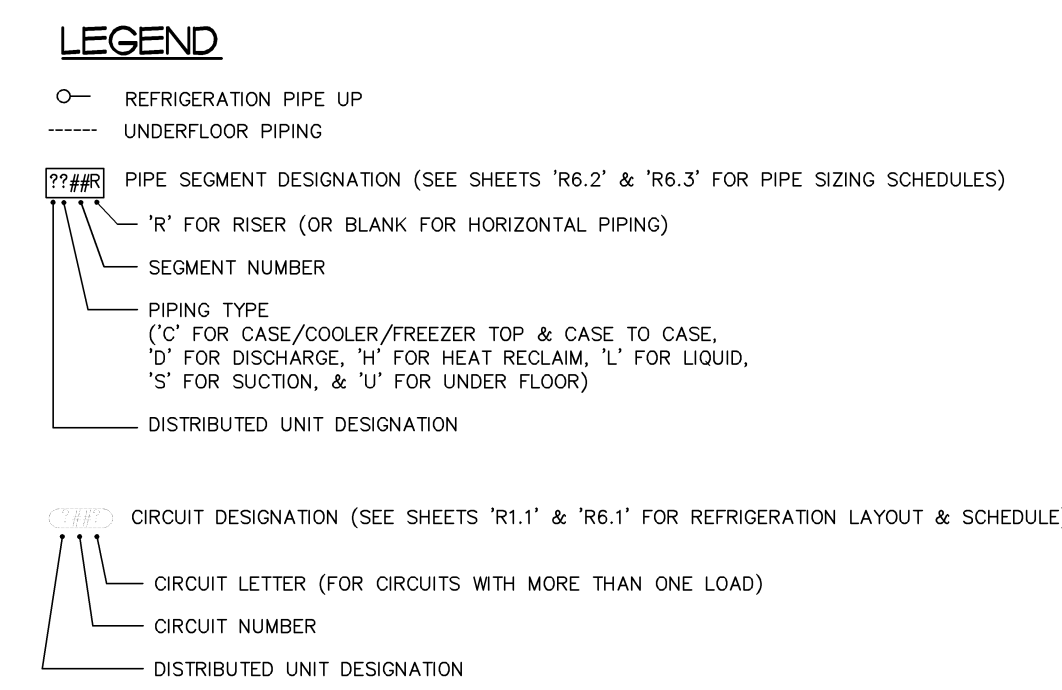 LEGEND
REFRIGERATION PIPE UP
UNDERFLOOR PIPING
??##R PIPE SEGMENT DESIGNATION (SEE SHEETS 'R6.2' & 'R6.3' FOR PIPE SIZING SCHEDULES)
'R' FOR RISER (OR BLANK FOR HORIZONTAL PIPING)
SEGMENT NUMBER
PIPING TYPE
('C' FOR CASE/COOLER/FREEZER TOP & CASE TO CASE,
'D' FOR DISCHARGE, 'H' FOR HEAT RECLAIM, 'L' FOR LIQUID,
'S' FOR SUCTION, & 'U' FOR UNDER FLOOR)
DISTRIBUTED UNIT DESIGNATION
?##? CIRCUIT DESIGNATION (SEE SHEETS 'R1.1' & 'R6.1' FOR REFRIGERATION LAYOUT & SCHEDULE)
CIRCUIT LETTER (FOR CIRCUITS WITH MORE THAN ONE LOAD)
CIRCUIT NUMBER
DISTRIBUTED UNIT DESIGNATION